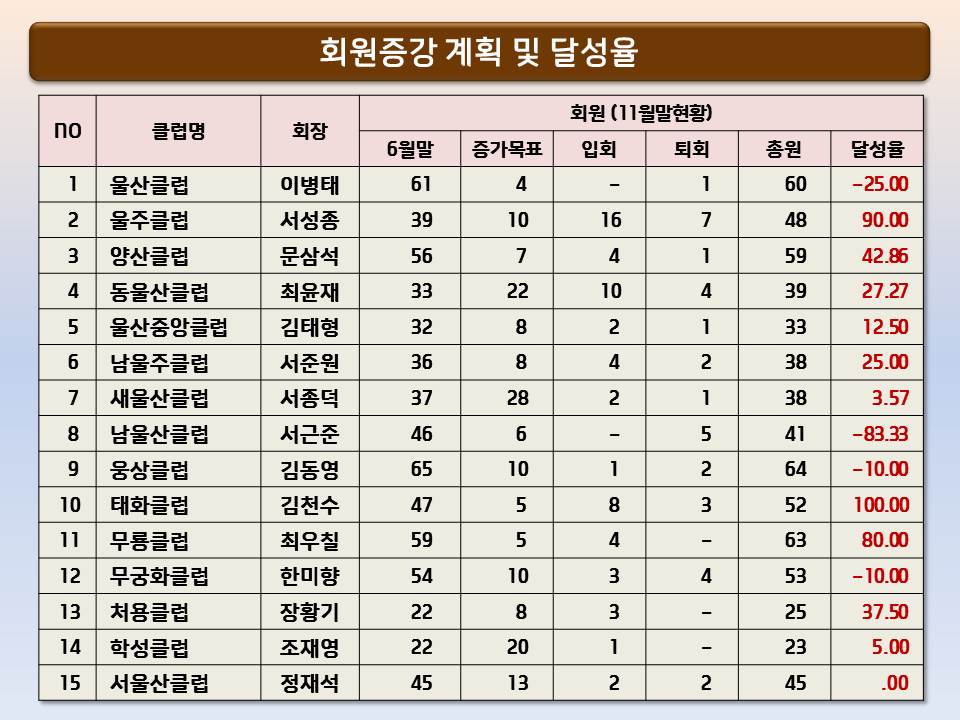 회원증강 계획 및 달성율
NO 클럽명 회장 회원 (11월말현황)
6월말 증가목표 입회 퇴회 총원 달성율
1 울산클럽 이병태 61 4 - 1 60 -25.00
2 울주클럽 서성종 39 10 16 7 48 90.00
3 양산클럽 문삼석 56 7 4 1 59 42.86
4 동울산클럽 최윤재 33 22 10 4 39 27.27
5 울산중앙클럽 김태형 32 8 2 1 33 12.50
6 남울주클럽 서준원 36 8 4 2 38 25.00
7 새울산클럽 서종덕 37 28 2 1 38 3.57
8 남울산클럽 서근준 46 6 - 5 41 -83.33
9 웅상클럽 김동영 65 10 1 2 64 -10.00
10 태화클럽 김천수 47 5 8 3 52 100.00
11 무룡클럽 최우칠 59 5 4 - 63 80.00
12 무궁화클럽 한미향 54 10 3 4 53 -10.00
13 처용클럽 장황기 22 8 3 - 25 37.50
14 학성클럽 조재영 22 20 1 - 23 5.00
15 서울산클럽 정재석 45 13 2 2 45 .00